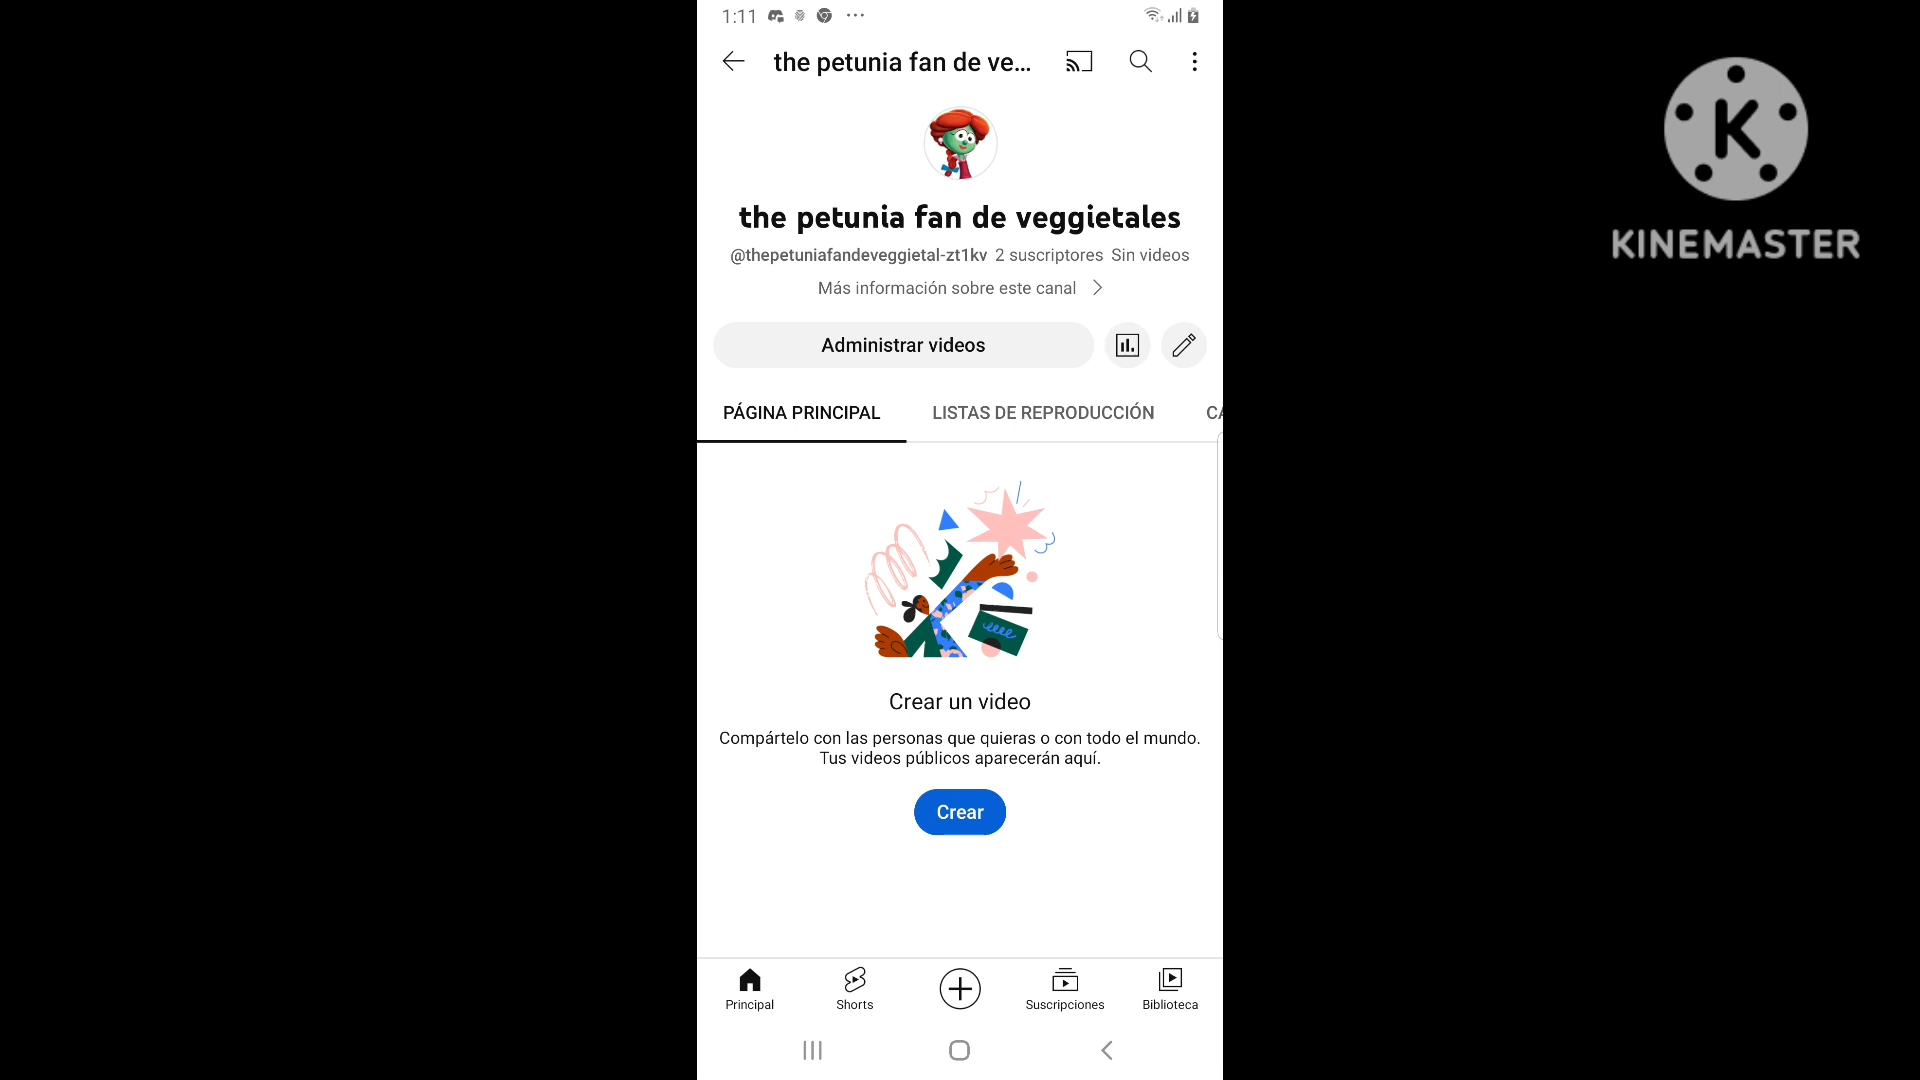 1:11
the petunia fan de ve...
K
KINEMASTER
the petunia fan de veggietales
@thepetuniafandeveggietal-zt1kv 2 suscriptores Sin videos
Más información sobre este canal
Administrar videos
PÁGINA PRINCIPAL LISTAS DE REPRODUCCIÓN CA
Crear un video
Compártelo con las personas que quieras o con todo el mundo.
Tus videos públicos aparecerán aquí.
Crear
Principal Shorts Suscripciones Biblioteca